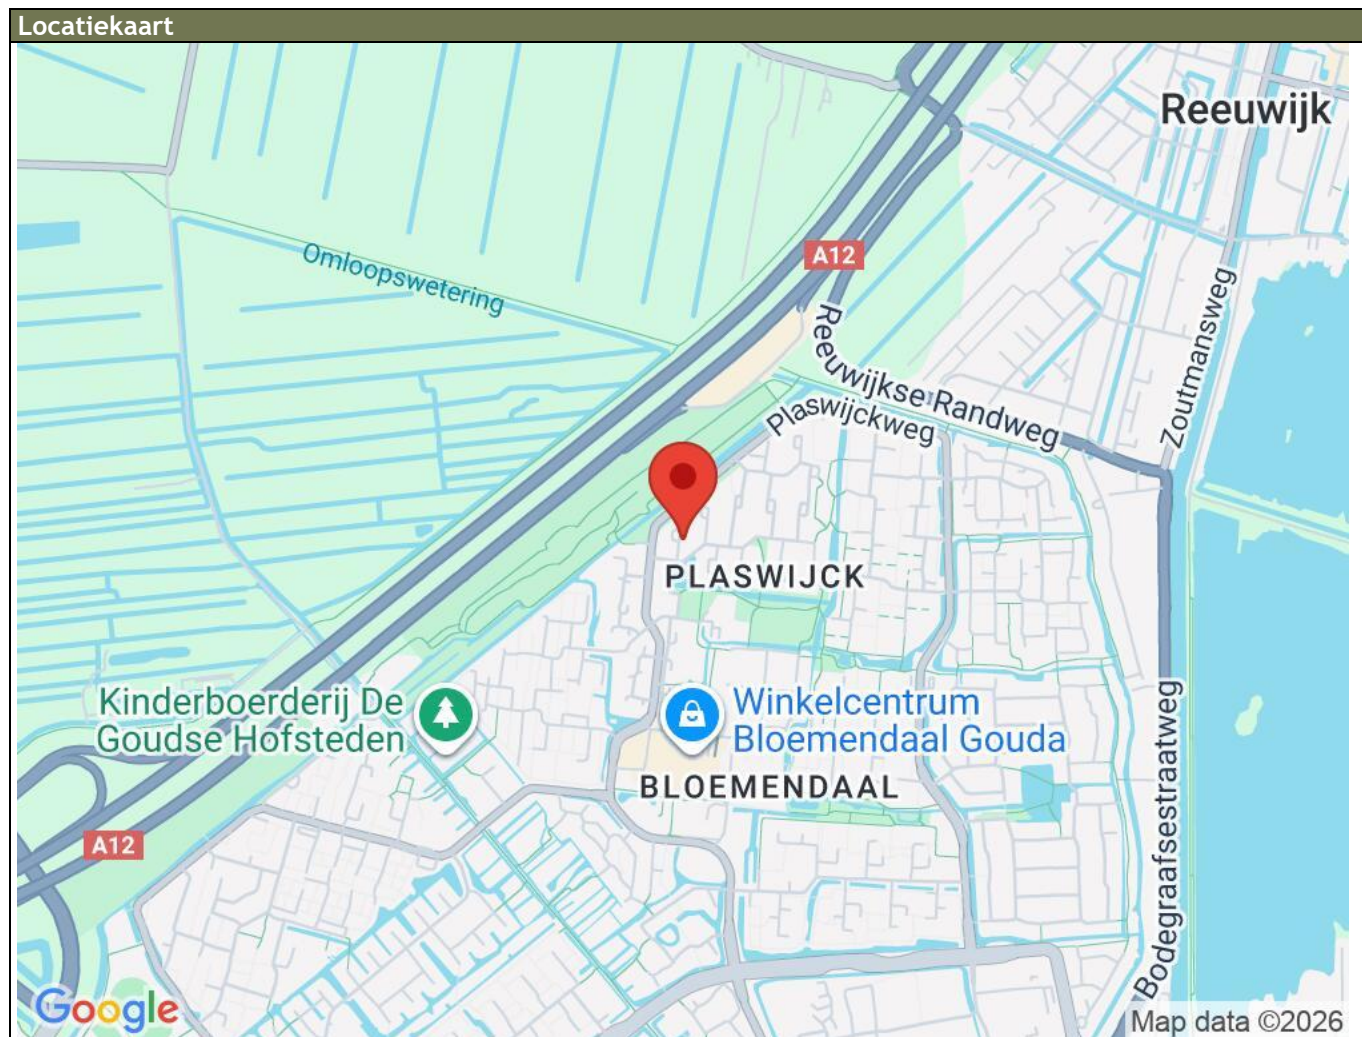 Locatiekaart
Reeuwijk
Omloopswetering
A12
Reeuwijkse Randweg
Plaswijckweg
Zoutmansweg
PLASWIJCK
Kinderboerderij De
Goudse Hofsteden
Winkelcentrum
Bloemendaal Gouda
BLOEMENDAAL
A12
Bodegraafsestraatweg
Google
Map data ©2026